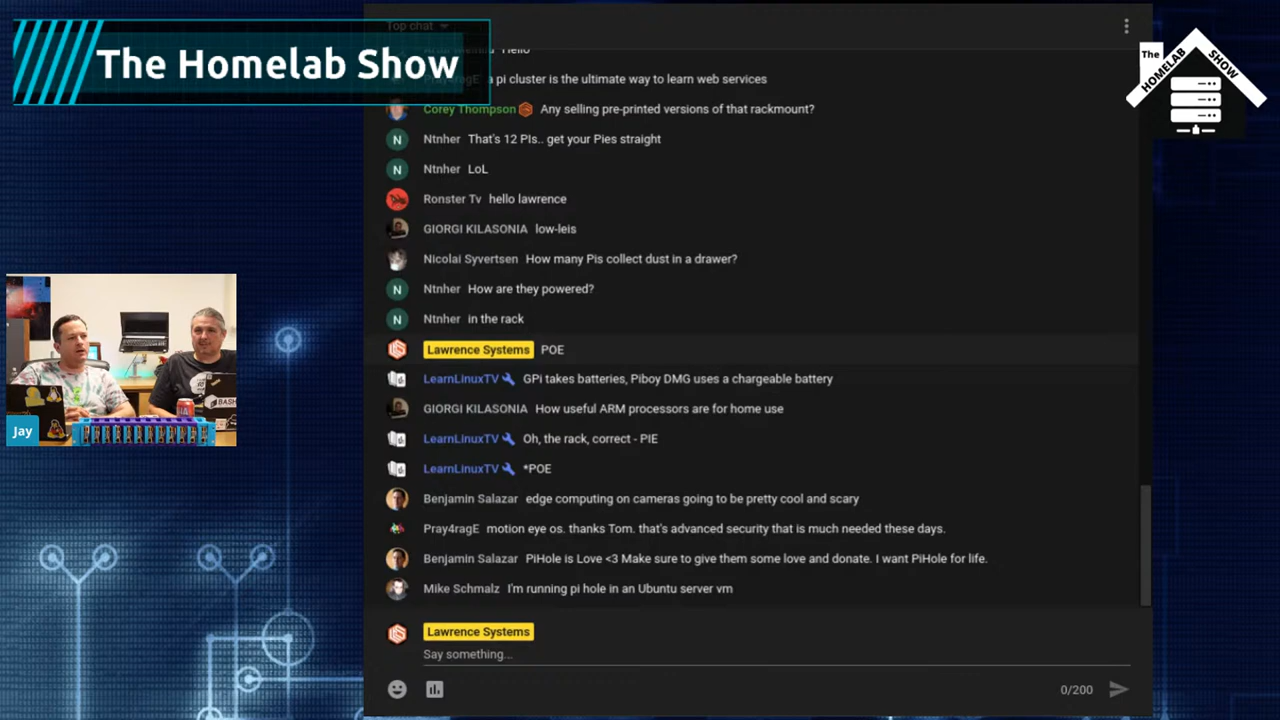 Top chat
The Homelab Show
Hello
a pi cluster is the ultimate way to learn web services
Corey Thompson Any selling pre-printed versions of that rackmount?
N Ntnher That's 12 PIs.. get your Pies straight
N Ntnher LoL
Ronster Tv hello lawrence
GIORGI KILASONIA low-leis
Nicolai Syvertsen How many Pis collect dust in a drawer?
N Ntnher How are they powered?
N Ntnher in the rack
Lawrence Systems POE
LearnLinuxTV GPi takes batteries, Piboy DMG uses a chargeable battery
GIORGI KILASONIA How useful ARM processors are for home use
LearnLinuxTV Oh, the rack, correct - PIE
LearnLinuxTV *POE
Benjamin Salazar edge computing on cameras going to be pretty cool and scary
Pray4ragE motion eye os. thanks Tom. that's advanced security that is much needed these days.
Benjamin Salazar PiHole is Love <3 Make sure to give them some love and donate. I want PiHole for life.
Mike Schmalz I'm running pi hole in an Ubuntu server vm
Lawrence Systems
Say something...
0/200
The
HOMELAB
SHOW
BASH
Jay